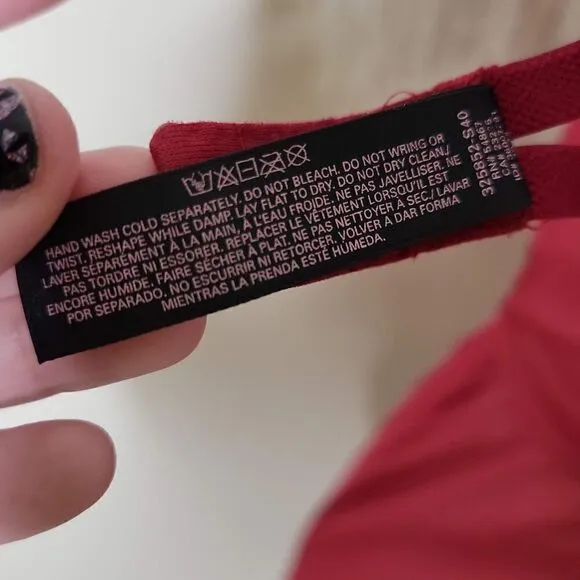 HAND WASH COLD SEPARATELY. DO NOT BLEACH. DO NOT WRING OR
TWIST. RESHAPE WHILE DAMP. LAY FLAT TO DRY. DO NOT DRY CLEAN/
LAVER SÉPARÉMENT À LA MAIN, À L'EAU FROIDE. NE PAS JAVELLISER. NE
PAS TORDRE NI ESSORER. REPLACER LE VÊTEMENT LORSQU'IL EST
ENCORE HUMIDE. FAIRE SÉCHER À PLAT. NE PAS NETTOYER À SEC/ LAVAR
POR SEPARADO. NO ESCURRIR NI RETORCER. VOLVER A DAR FORMA
MIENTRAS LA PRENDA ESTÉ HÚMEDA.
325852-S40